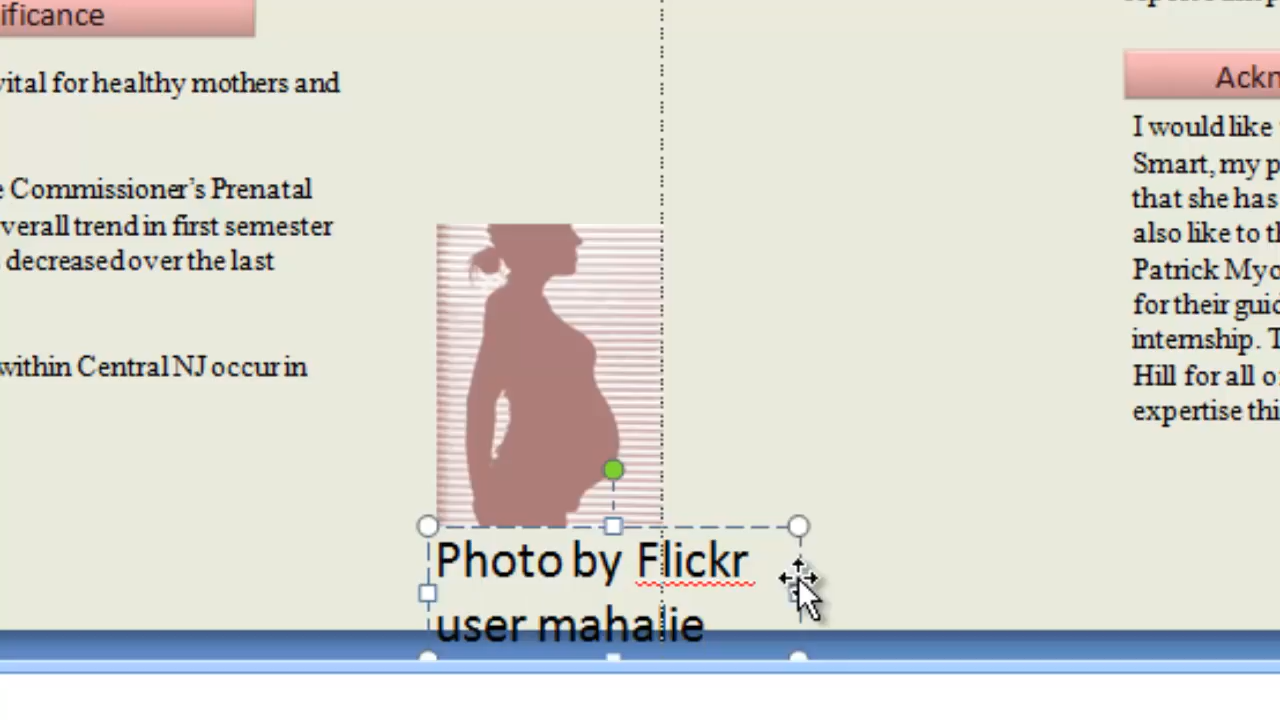 ificance
vital for healthy mothers and
Commissioner's Prenatal
verall trend in first semester
decreased over the last
within Central NJ occur in
Photo by Flickr
user mahalie
Ackn
I would like
Smart, my p
that she has
also like to th
Patrick Myo
for their guid
internship. T
Hill for all o
expertise thi